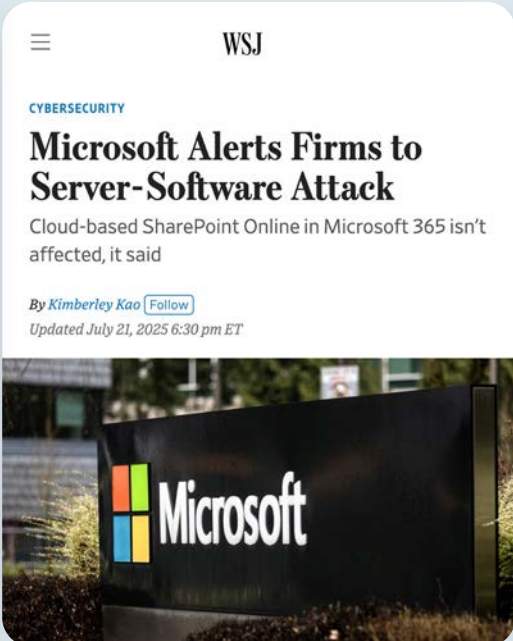 WSJ
CYBERSECURITY
Microsoft Alerts Firms to
Server-Software Attack
Cloud-based SharePoint Online in Microsoft 365 isn't
affected, it said
By Kimberley Kao Follow
Updated July 21, 2025 6:30 pm ET
Microsoft